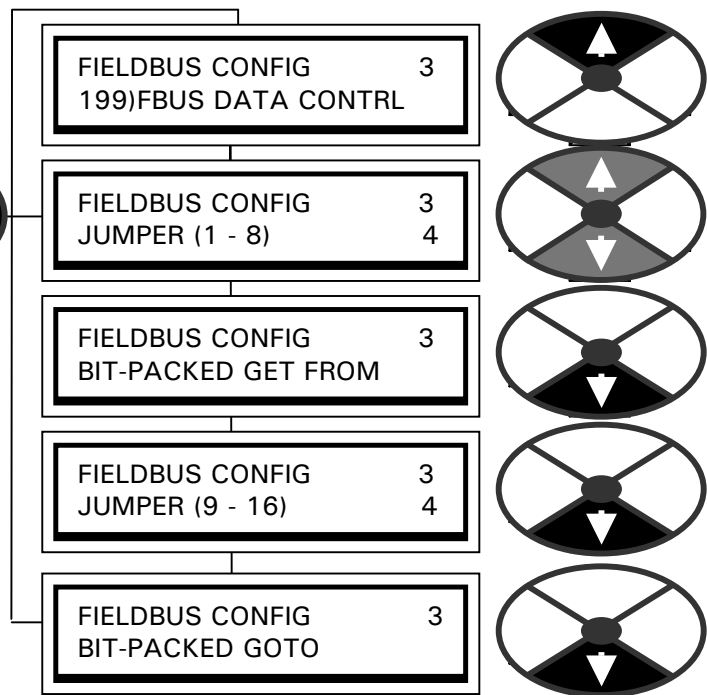 FIELDBUS CONFIG 3
199)FBUS DATA CONTRL
FIELDBUS CONFIG 3
JUMPER (1 - 8) 4
FIELDBUS CONFIG 3
BIT-PACKED GET FROM
FIELDBUS CONFIG 3
JUMPER (9 - 16) 4
FIELDBUS CONFIG 3
BIT-PACKED GOTO